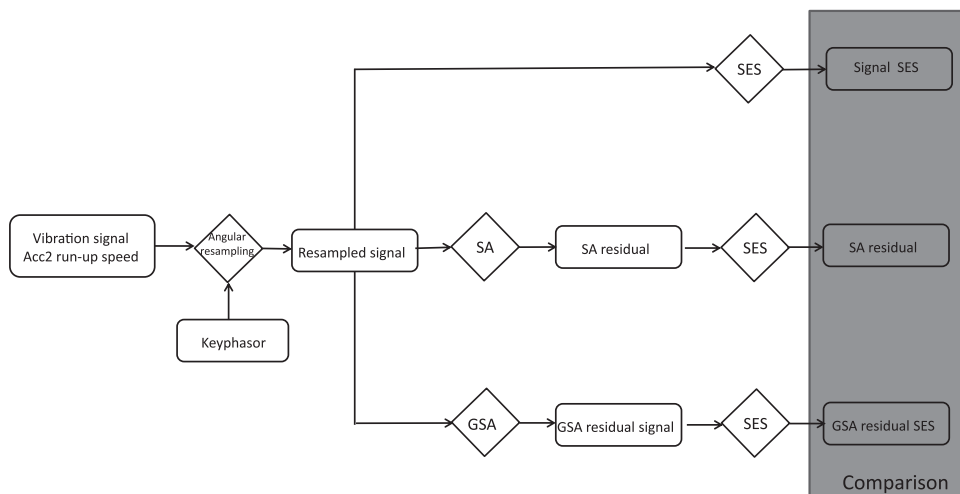 SES
Signal SES
Vibration signal
Acc2 run-up speed
Angular
resampling
Resampled signal
SA
SA residual
SES
SA residual
Keyphasor
GSA
GSA residual signal
SES
GSA residual SES
Comparison